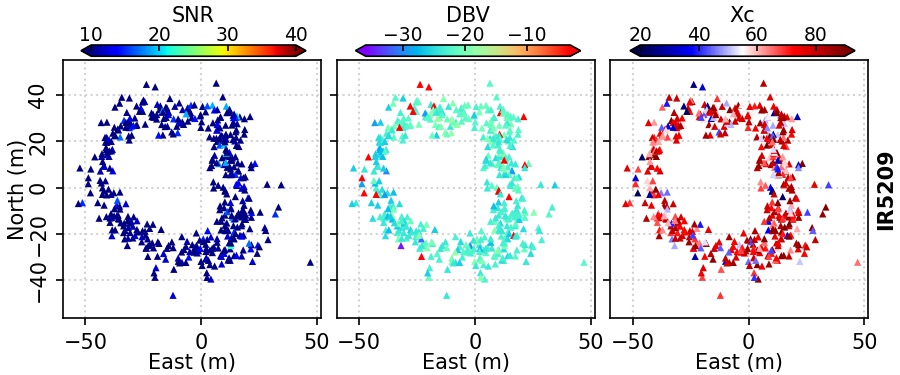 SNR DBV Xc
10 20 30 40 −30 −20 −10 20 40 60 80
40
20
0
−20
−40
North (m)
−50 0 50 −50 0 50 −50 0 50
East (m) East (m) East (m)
IR5209